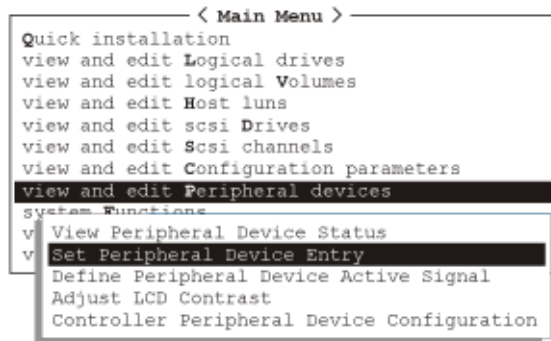 < Main Menu >
Quick installation
view and edit Logical drives
view and edit logical Volumes
view and edit Host luns
view and edit scsi Drives
view and edit Scsi channels
view and edit Configuration parameters
view and edit Peripheral devices
system Functions
v
View Peripheral Device Status
v
Set Peripheral Device Entry
Define Peripheral Device Active Signal
Adjust LCD Contrast
Controller Peripheral Device Configuration